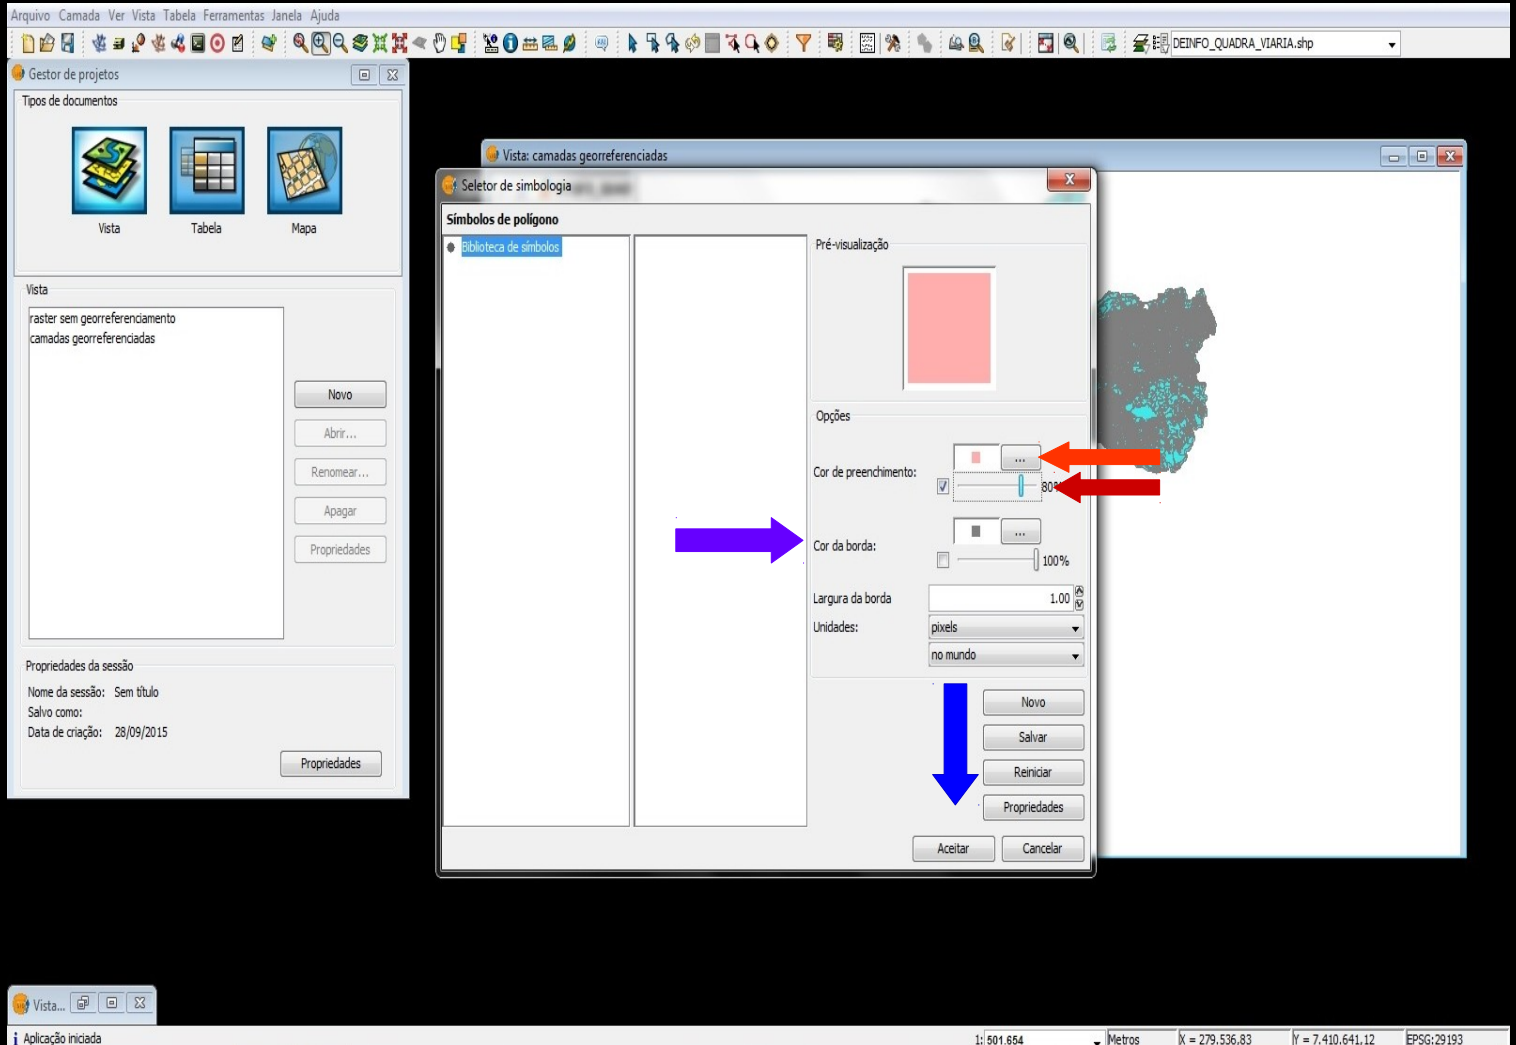 Arquivo Camada Ver Vista Tabela Ferramentas Janela Ajuda
DEINFO_QUADRA_VIARIA.shp
Gestor de projetos
Tipos de documentos
Vista Tabela Mapa
Vista
raster sem georreferenciamento
camadas georreferenciadas
Novo
Abrir...
Renomear...
Apagar
Propriedades
Propriedades da sessão
Nome da sessão: Sem título
Salvo como:
Data de criação: 28/09/2015
Propriedades
Vista: camadas georreferenciadas
Seletor de simbologia
Símbolos de polígono
Biblioteca de símbolos
Pré-visualização
Opções
...
Cor de preenchimento:
80
...
Cor da borda:
100%
Largura da borda 1.00
Unidades: pixels
no mundo
Novo
Salvar
Reiniciar
Propriedades
Aceitar Cancelar
Vista...
Aplicação iniciada 1: 501.654 Metros X = 279.536,83 Y = 7.410.641,12 EPSG:29193